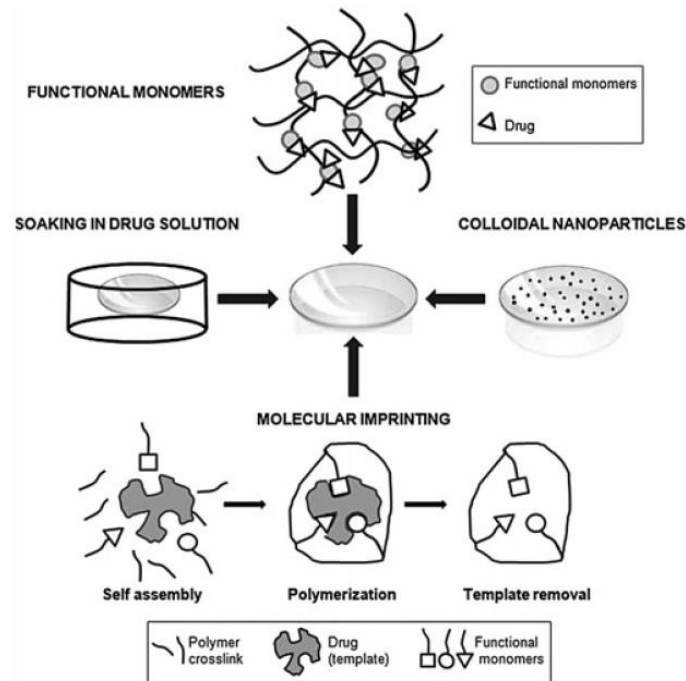 FUNCTIONAL MONOMERS
Functional monomers
Drug
SOAKING IN DRUG SOLUTION
COLLOIDAL NANOPARTICLES
MOLECULAR IMPRINTING
Self assembly
Polymerization
Template removal
Polymer
crosslink
Drug
(template)
Functional
monomers